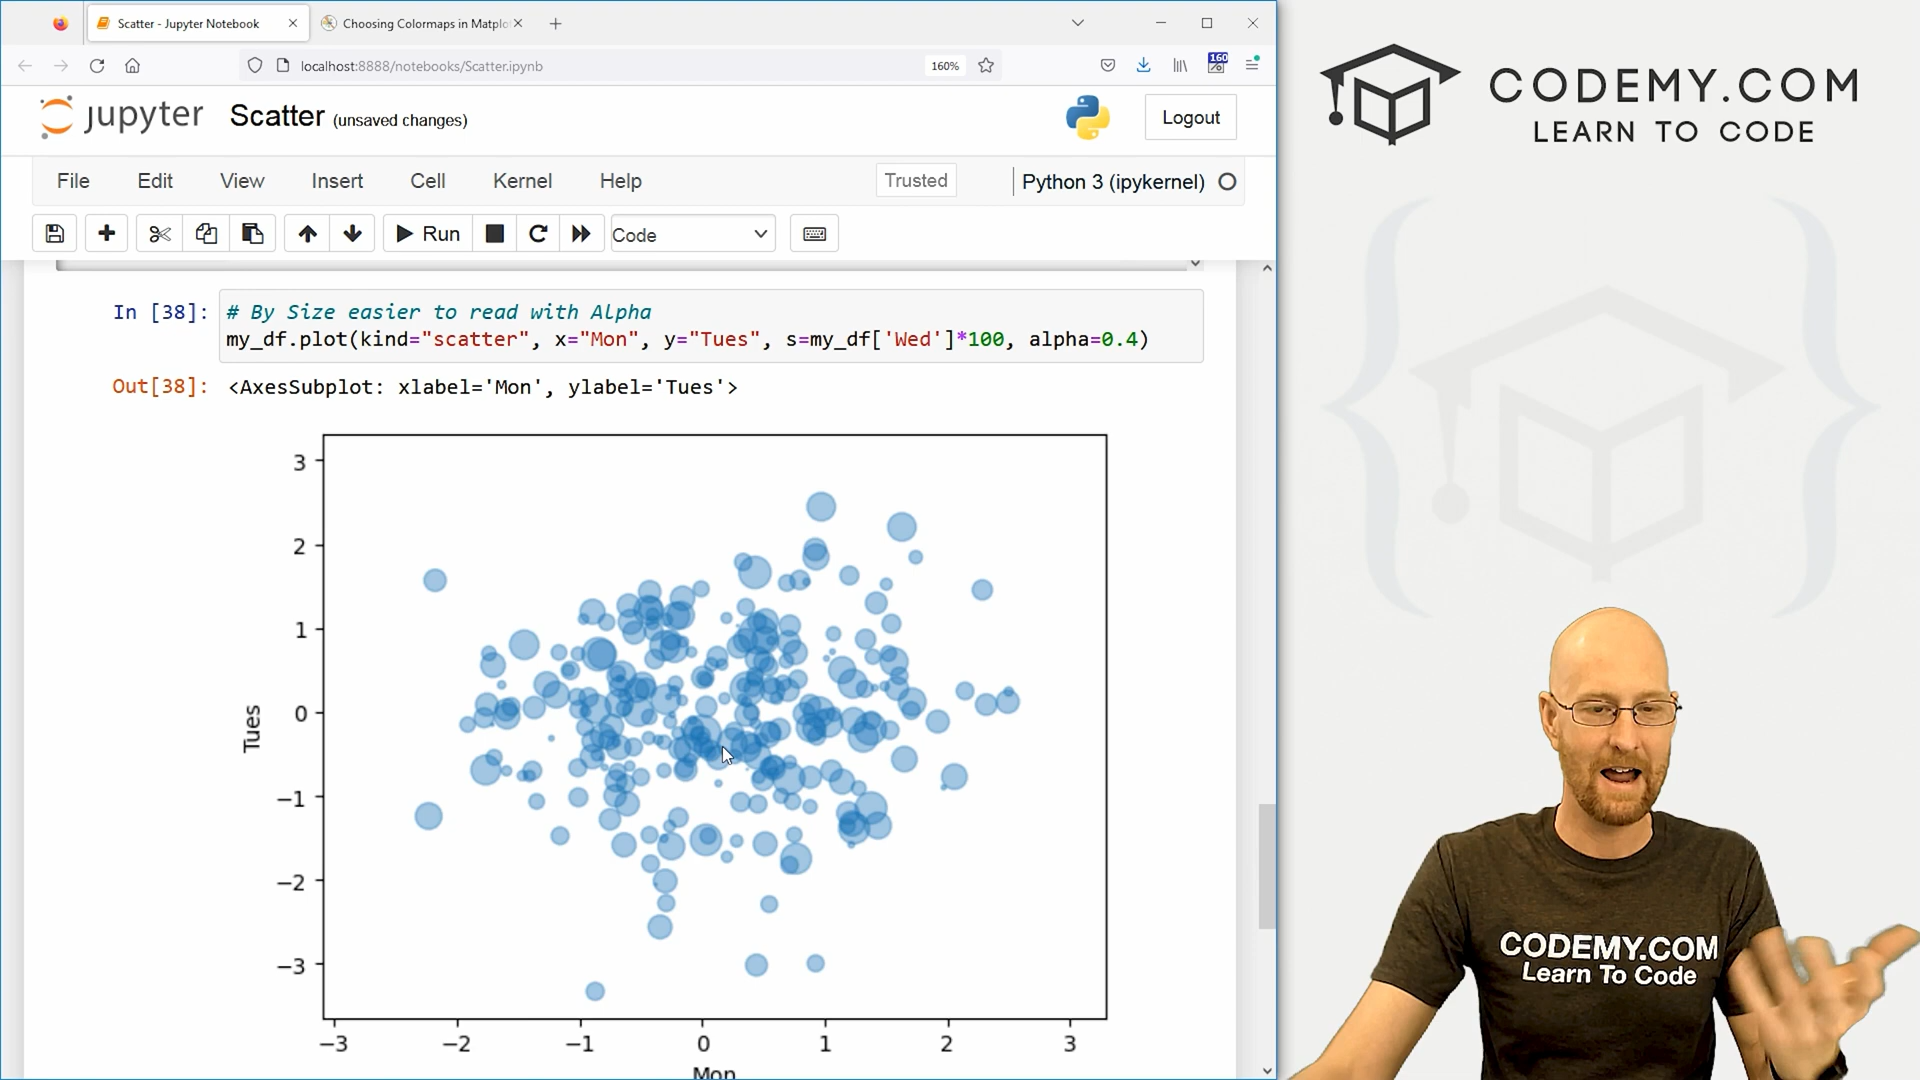 Scatter - Jupyter Notebook
Choosing Colormaps in Matplo
localhost:8888/notebooks/Scatter.ipynb
160%
160
jupyter
Scatter (unsaved changes)
Logout
File
Edit
View
Insert
Cell
Kernel
Help
Trusted
Python 3 (ipykernel)
Run
Code
In [38]:
# By Size easier to read with Alpha
my_df.plot(kind="scatter", x="Mon", y="Tues", s=my_df['Wed']*100, alpha=0.4)
Out[38]:
<AxesSubplot: xlabel='Mon', ylabel='Tues'>
3
2
1
0
−1
−2
−3
Tues
−3
−2
−1
0
1
2
3
Mon
CODEMY.COM
LEARN TO CODE
CODEMY.COM
Learn To Code